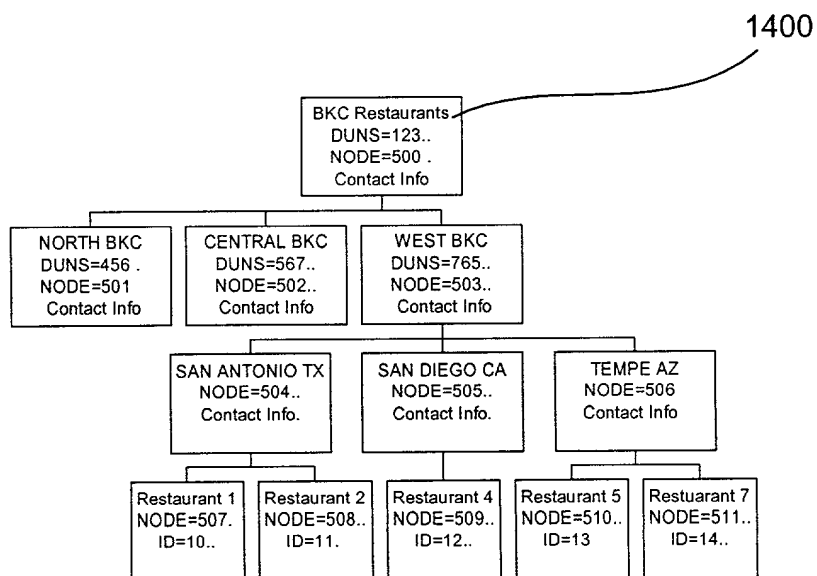 1400
BKC Restaurants
DUNS=123..
NODE=500 .
Contact Info
NORTH BKC
DUNS=456 .
NODE=501
Contact Info
CENTRAL BKC
DUNS=567..
NODE=502..
Contact Info
WEST BKC
DUNS=765..
NODE=503..
Contact Info
SAN ANTONIO TX
NODE=504..
Contact Info.
SAN DIEGO CA
NODE=505..
Contact Info.
TEMPE AZ
NODE=506
Contact Info
Restaurant 1
NODE=507.
ID=10..
Restaurant 2
NODE=508..
ID=11.
Restaurant 4
NODE=509..
ID=12..
Restaurant 5
NODE=510..
ID=13
Restuarant 7
NODE=511..
ID=14..